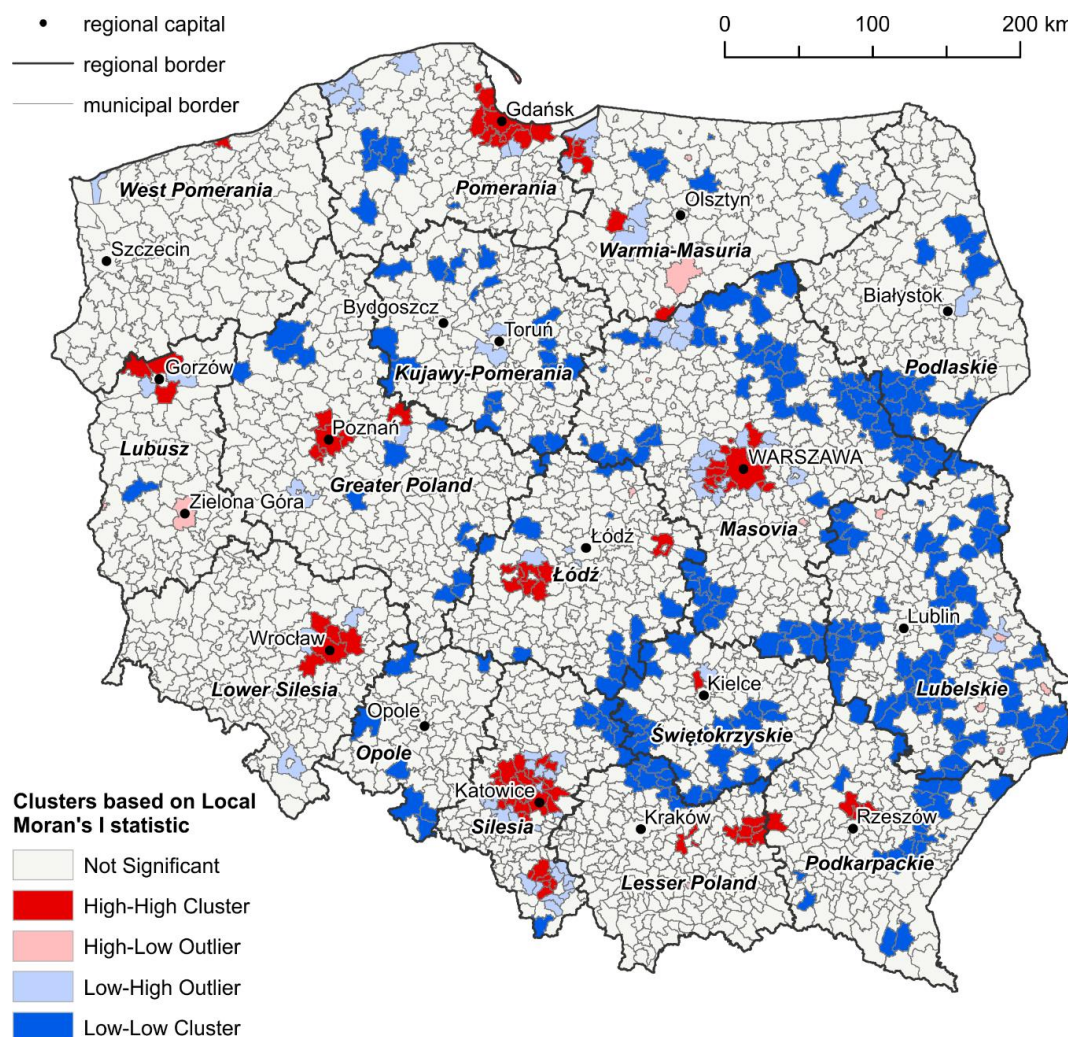 regional capital
regional border
municipal border
0 100 200 km
Gdańsk
West Pomerania
Pomerania
Olsztyn
Warmia-Masuria
Szczecin
Bydgoszcz
Toruń
Białystok
Kujawy-Pomerania
Podlaskie
Gorzów
Lubusz
Poznań
Greater Poland
WARSZAWA
Zielona Góra
Masovia
Łódź
Łódź
Wrocław
Lower Silesia
Lublin
Lubelskie
Opole
Opole
Kielce
Świętokrzyskie
Katowice
Silesia
Kraków
Lesser Poland
Rzeszów
Podkarpackie
Clusters based on Local
Moran's I statistic
Not Significant
High-High Cluster
High-Low Outlier
Low-High Outlier
Low-Low Cluster